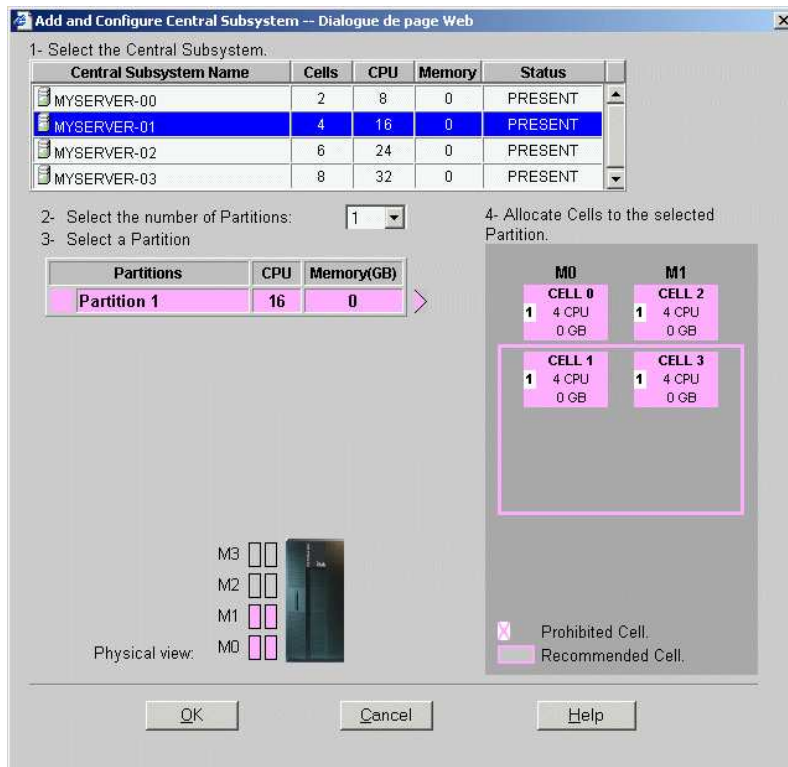 Add and Configure Central Subsystem -- Dialogue de page Web
1- Select the Central Subsystem.
Central Subsystem Name Cells CPU Memory Status
MYSERVER-00 2 8 0 PRESENT
MYSERVER-01 4 16 0 PRESENT
MYSERVER-02 6 24 0 PRESENT
MYSERVER-03 8 32 0 PRESENT
2- Select the number of Partitions: 1
3- Select a Partition
Partitions CPU Memory(GB)
Partition 1 16 0
4- Allocate Cells to the selected
Partition.
M0 M1
CELL 0 CELL 2
1 4 CPU 1 4 CPU
0 GB 0 GB
CELL 1 CELL 3
1 4 CPU 1 4 CPU
0 GB 0 GB
M3
M2
M1
Physical view: M0
Prohibited Cell.
Recommended Cell.
OK Cancel Help